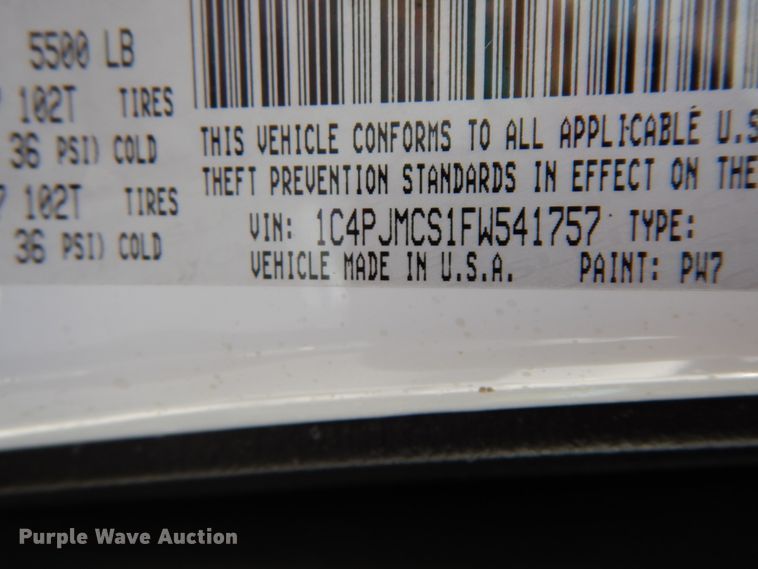 5500 LB
102T TIRES
36 PSI) COLD
102T TIRES
36 PSI) COLD
THIS VEHICLE CONFORMS TO ALL APPLICABLE U.S
THEFT PREVENTION STANDARDS IN EFFECT ON THE
VIN: 1C4PJMCS1FW541757 TYPE:
VEHICLE MADE IN U.S.A. PAINT: PW7
Purple Wave Auction